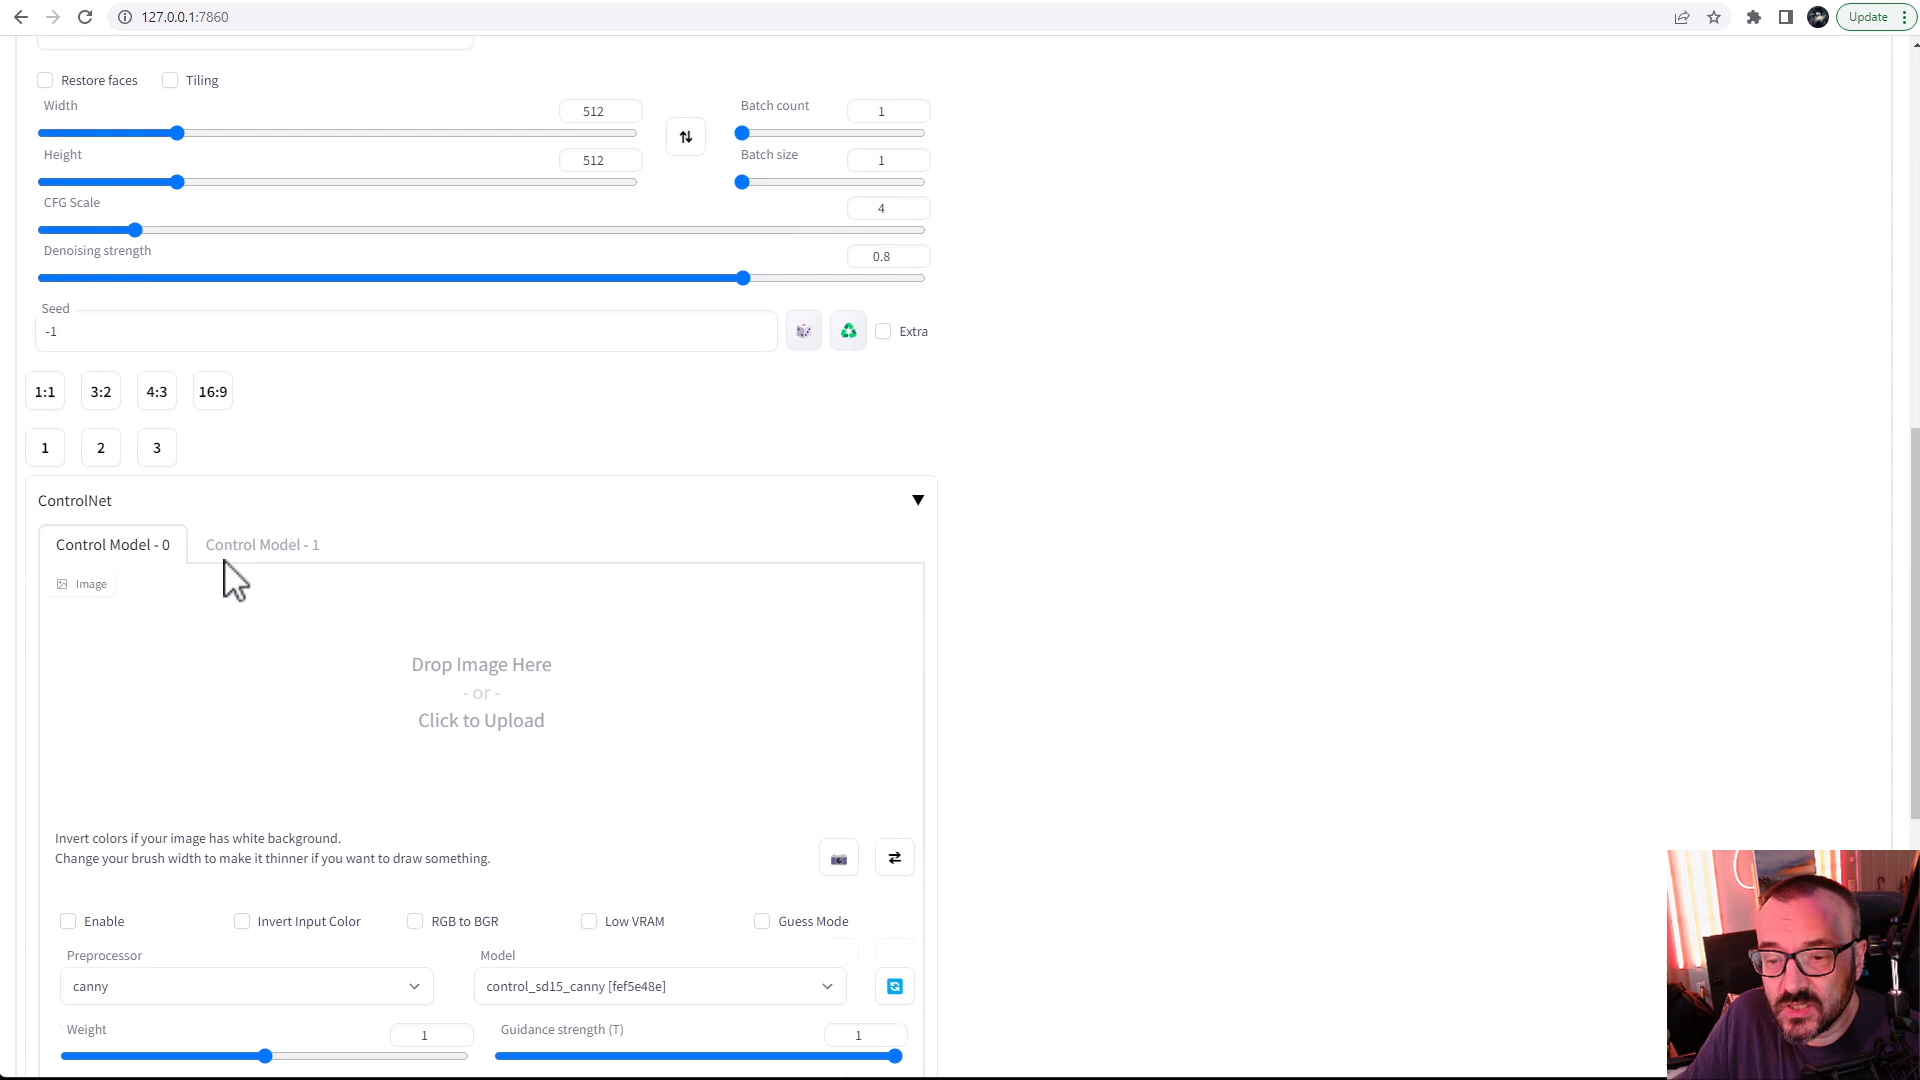 127.0.0.1:7860
Update
Restore faces
Tiling
Width
512
Batch count
1
Height
512
Batch size
1
CFG Scale
4
Denoising strength
0.8
Seed
-1
Extra
1:1
3:2
4:3
16:9
1
2
3
ControlNet
Control Model - 0
Control Model - 1
Image
Drop Image Here
- or -
Click to Upload
Invert colors if your image has white background.
Change your brush width to make it thinner if you want to draw something.
Enable
Invert Input Color
RGB to BGR
Low VRAM
Guess Mode
Preprocessor
Model
canny
control_sd15_canny [fef5e48e]
Weight
1
Guidance strength (T)
1